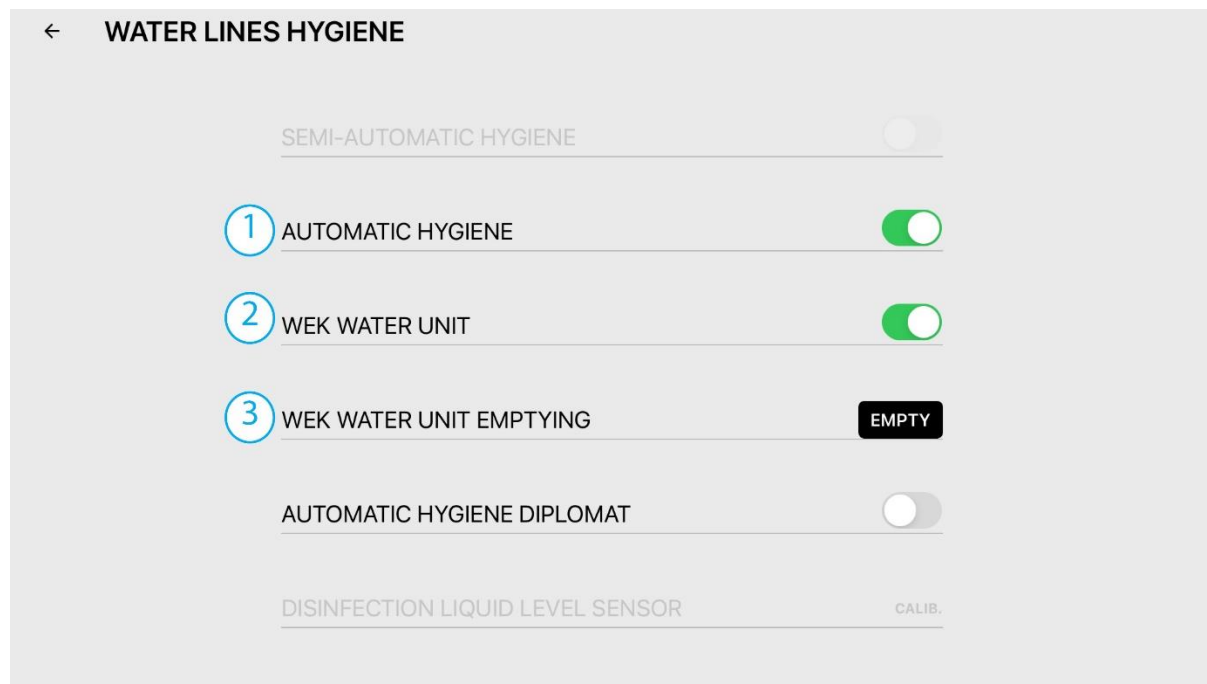 ← WATER LINES HYGIENE
SEMI-AUTOMATIC HYGIENE
1 AUTOMATIC HYGIENE
2 WEK WATER UNIT
3 WEK WATER UNIT EMPTYING EMPTY
AUTOMATIC HYGIENE DIPLOMAT
DISINFECTION LIQUID LEVEL SENSOR CALIB.